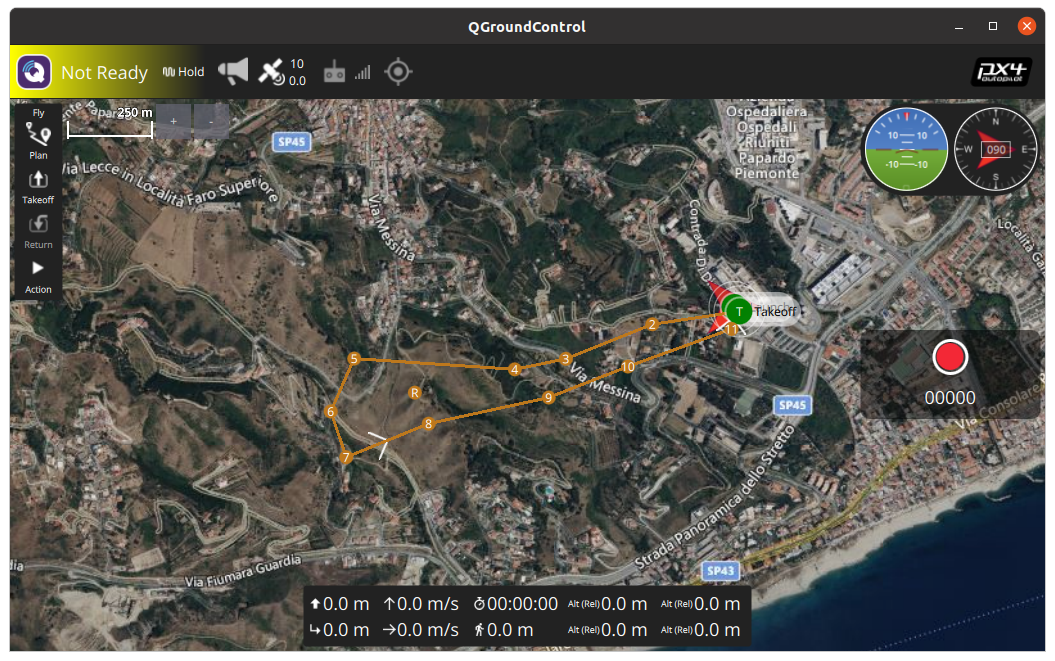 QGroundControl
Not Ready
Hold
10
0.0
PX4
autopilot
Fly
Plan
Takeoff
Return
Action
250 m
+
-
SP45
Via Lecce in Località Faro Superiore
Via Messina
Ospedaliera
Ospedali
Riuniti
Papardo
Piemonte
10 10
-10 -10
N
W 090 E
S
Località
Contrada
T
Takeoff
2
11
3
5
4
10
Via Messina
R
9
6
8
7
00000
SP45
Via Consolare
Strada Panoramica dello Stretto
Via Fiumara Guardia
SP43
0.0 m 0.0 m/s 00:00:00 Alt (Rel) 0.0 m Alt (Rel) 0.0 m
0.0 m 0.0 m/s 0.0 m Alt (Rel) 0.0 m Alt (Rel) 0.0 m